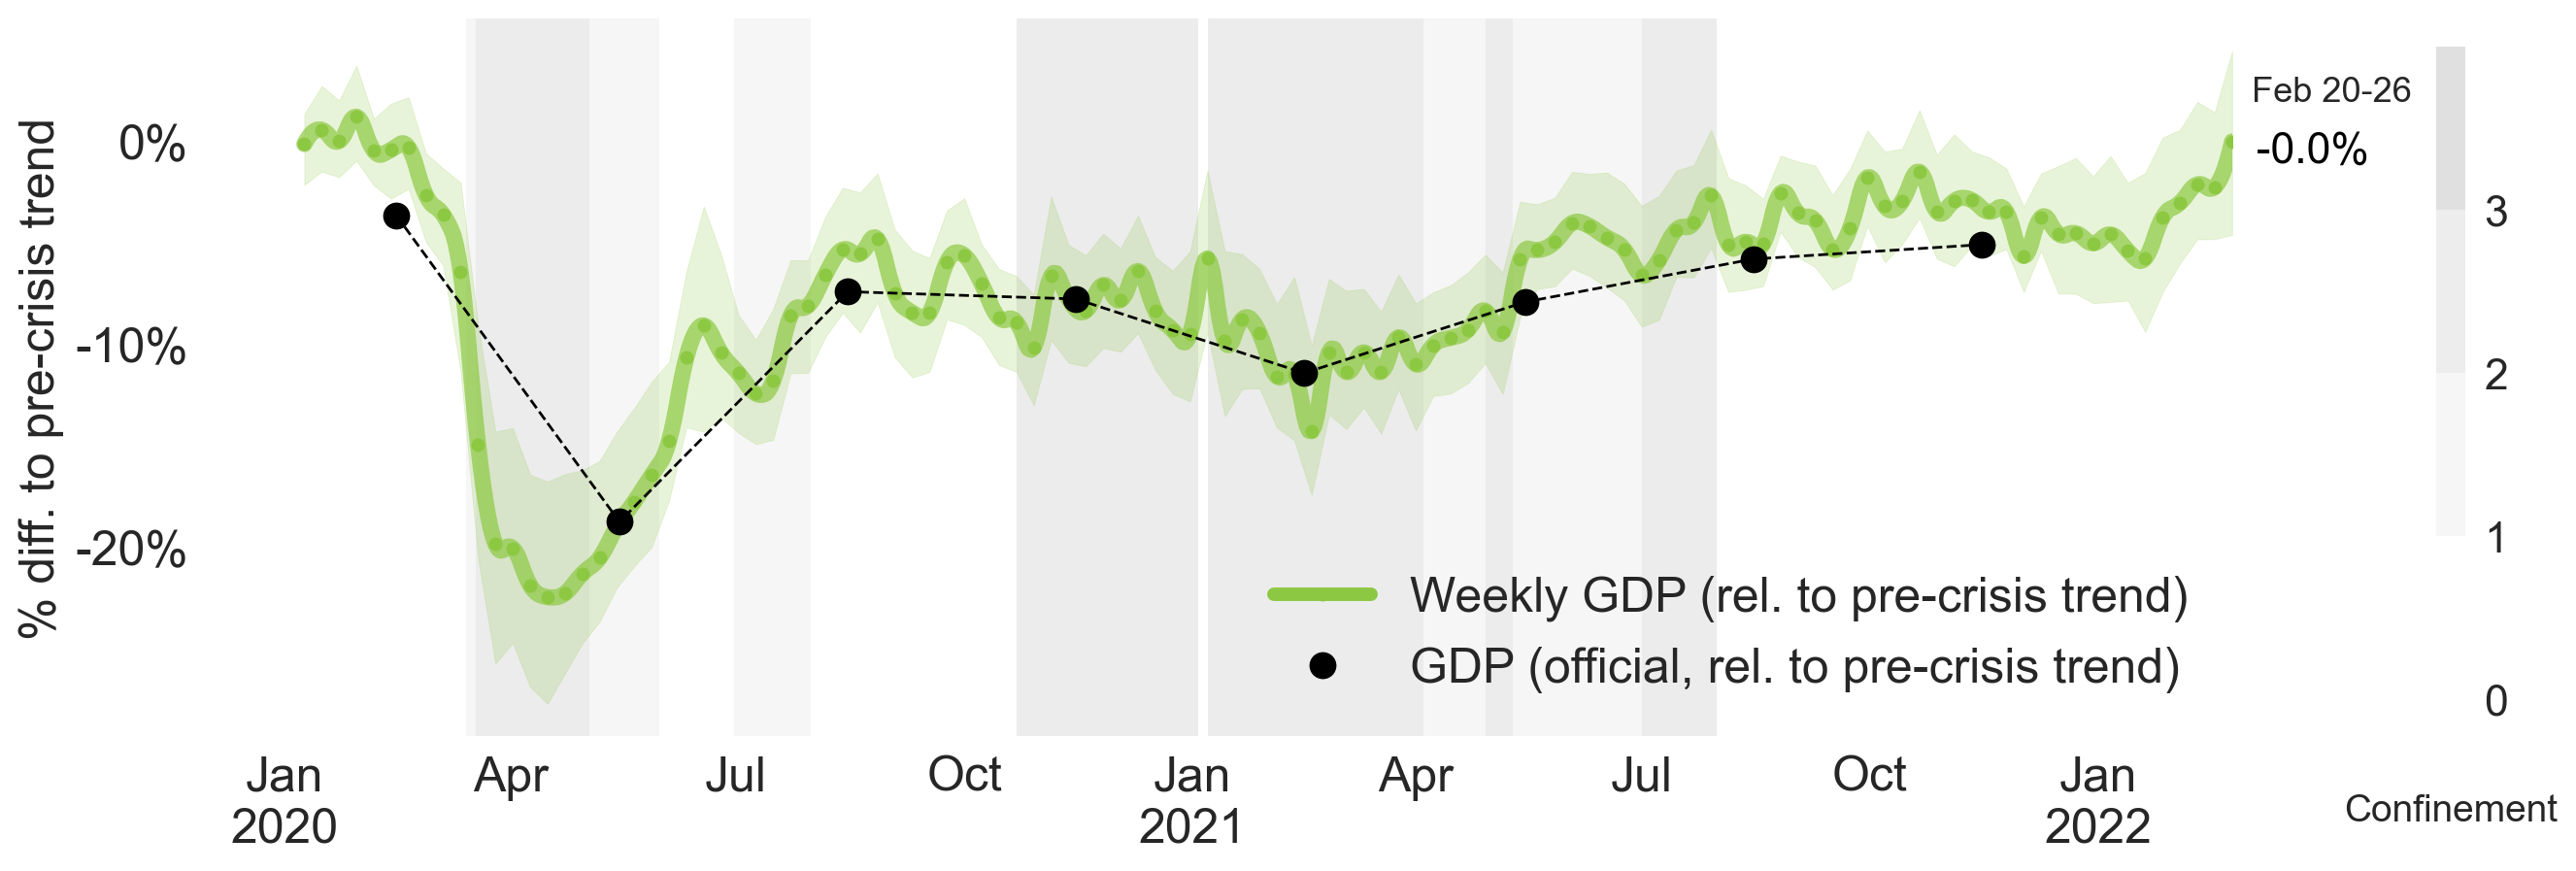 % diff. to pre-crisis trend
0%
-10%
-20%
Feb 20-26
-0.0%
3
2
1
0
Weekly GDP (rel. to pre-crisis trend)
GDP (official, rel. to pre-crisis trend)
Jan Apr Jul Oct Jan Apr Jul Oct Jan
2020 2021 2022
Confinement